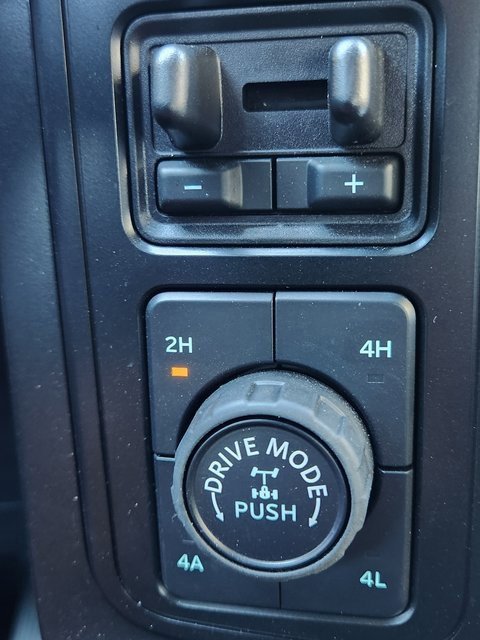 − +
2H 4H
DRIVE MODE
PUSH
4A 4L